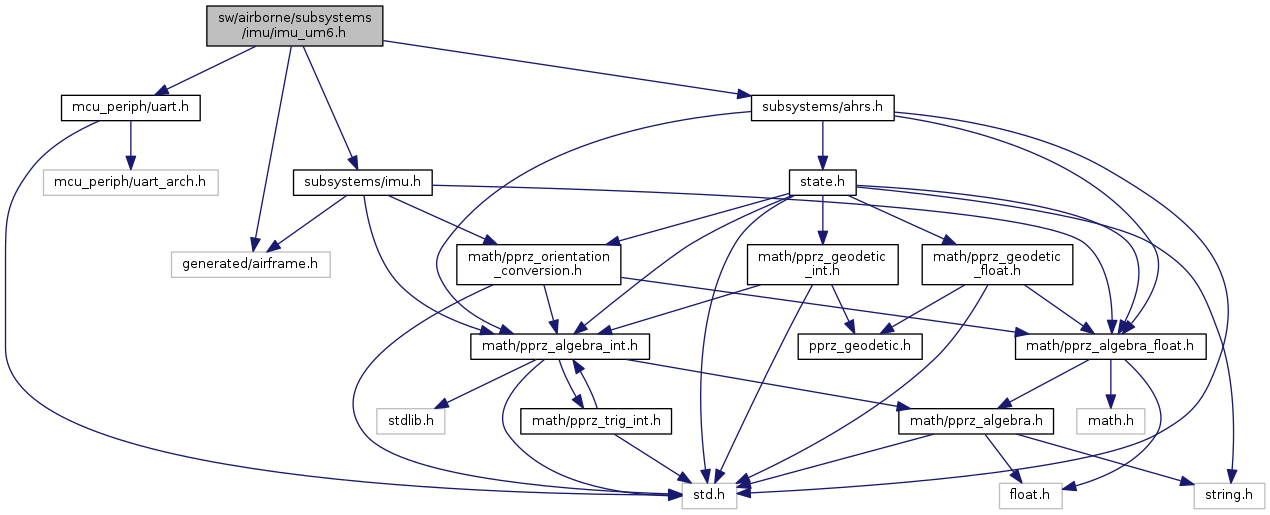 sw/airborne/subsystems
/imu/imu_um6.h
mcu_periph/uart.h
subsystems/ahrs.h
mcu_periph/uart_arch.h
subsystems/imu.h
state.h
generated/airframe.h
math/pprz_orientation
_conversion.h
math/pprz_geodetic
_int.h
math/pprz_geodetic
_float.h
math/pprz_algebra_int.h
pprz_geodetic.h
math/pprz_algebra_float.h
stdlib.h
math/pprz_trig_int.h
math/pprz_algebra.h
math.h
std.h
float.h
string.h